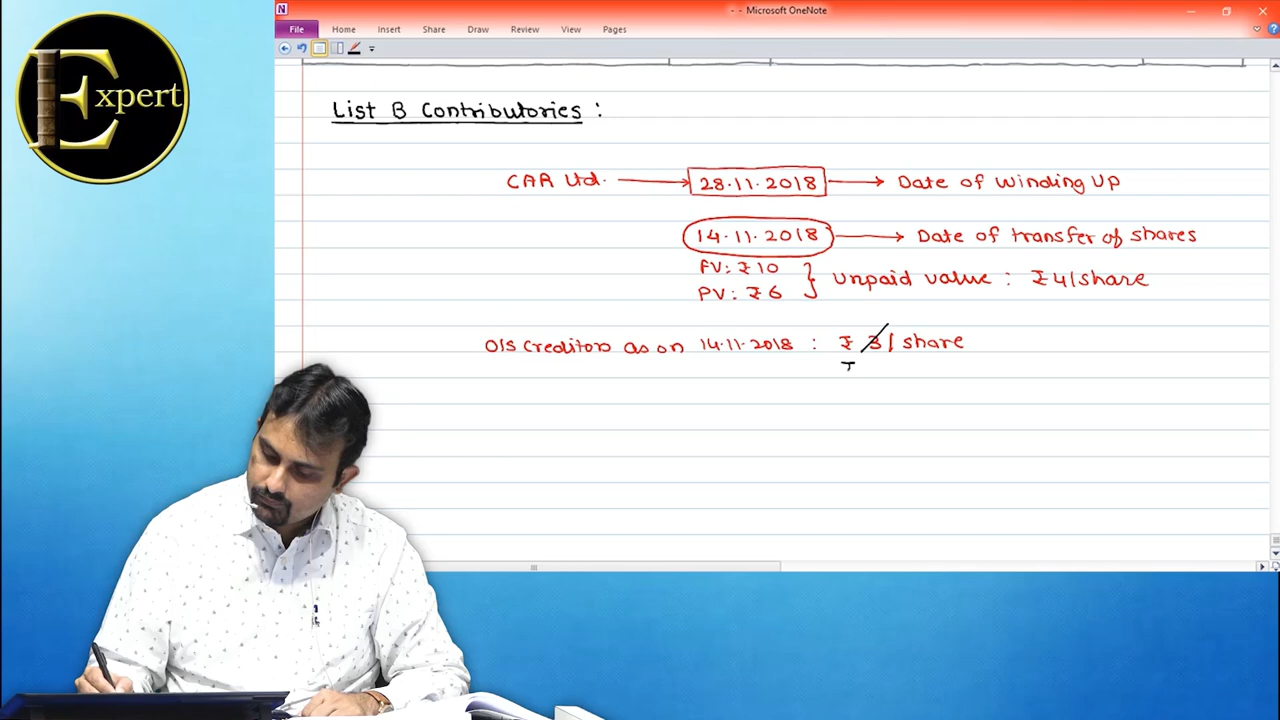 Expert
- - Microsoft OneNote
File Home Insert Share Draw Review View Pages
List B Contributories :
CAR Ltd. → 28.11.2018 → Date of Winding Up
14.11.2018 → Date of transfer of shares
FV: ₹10
PV: ₹6
Unpaid value : ₹4/share
O/S Creditors as on 14.11.2018 : ₹ 3/share